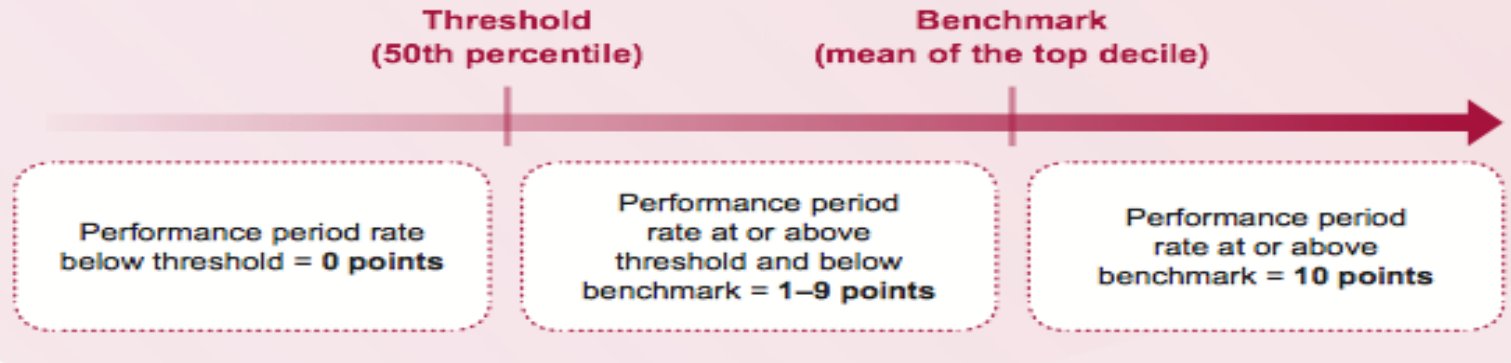 Threshold
(50th percentile)
Benchmark
(mean of the top decile)
Performance period rate
below threshold = 0 points
Performance period
rate at or above
threshold and below
benchmark = 1–9 points
Performance period
rate at or above
benchmark = 10 points